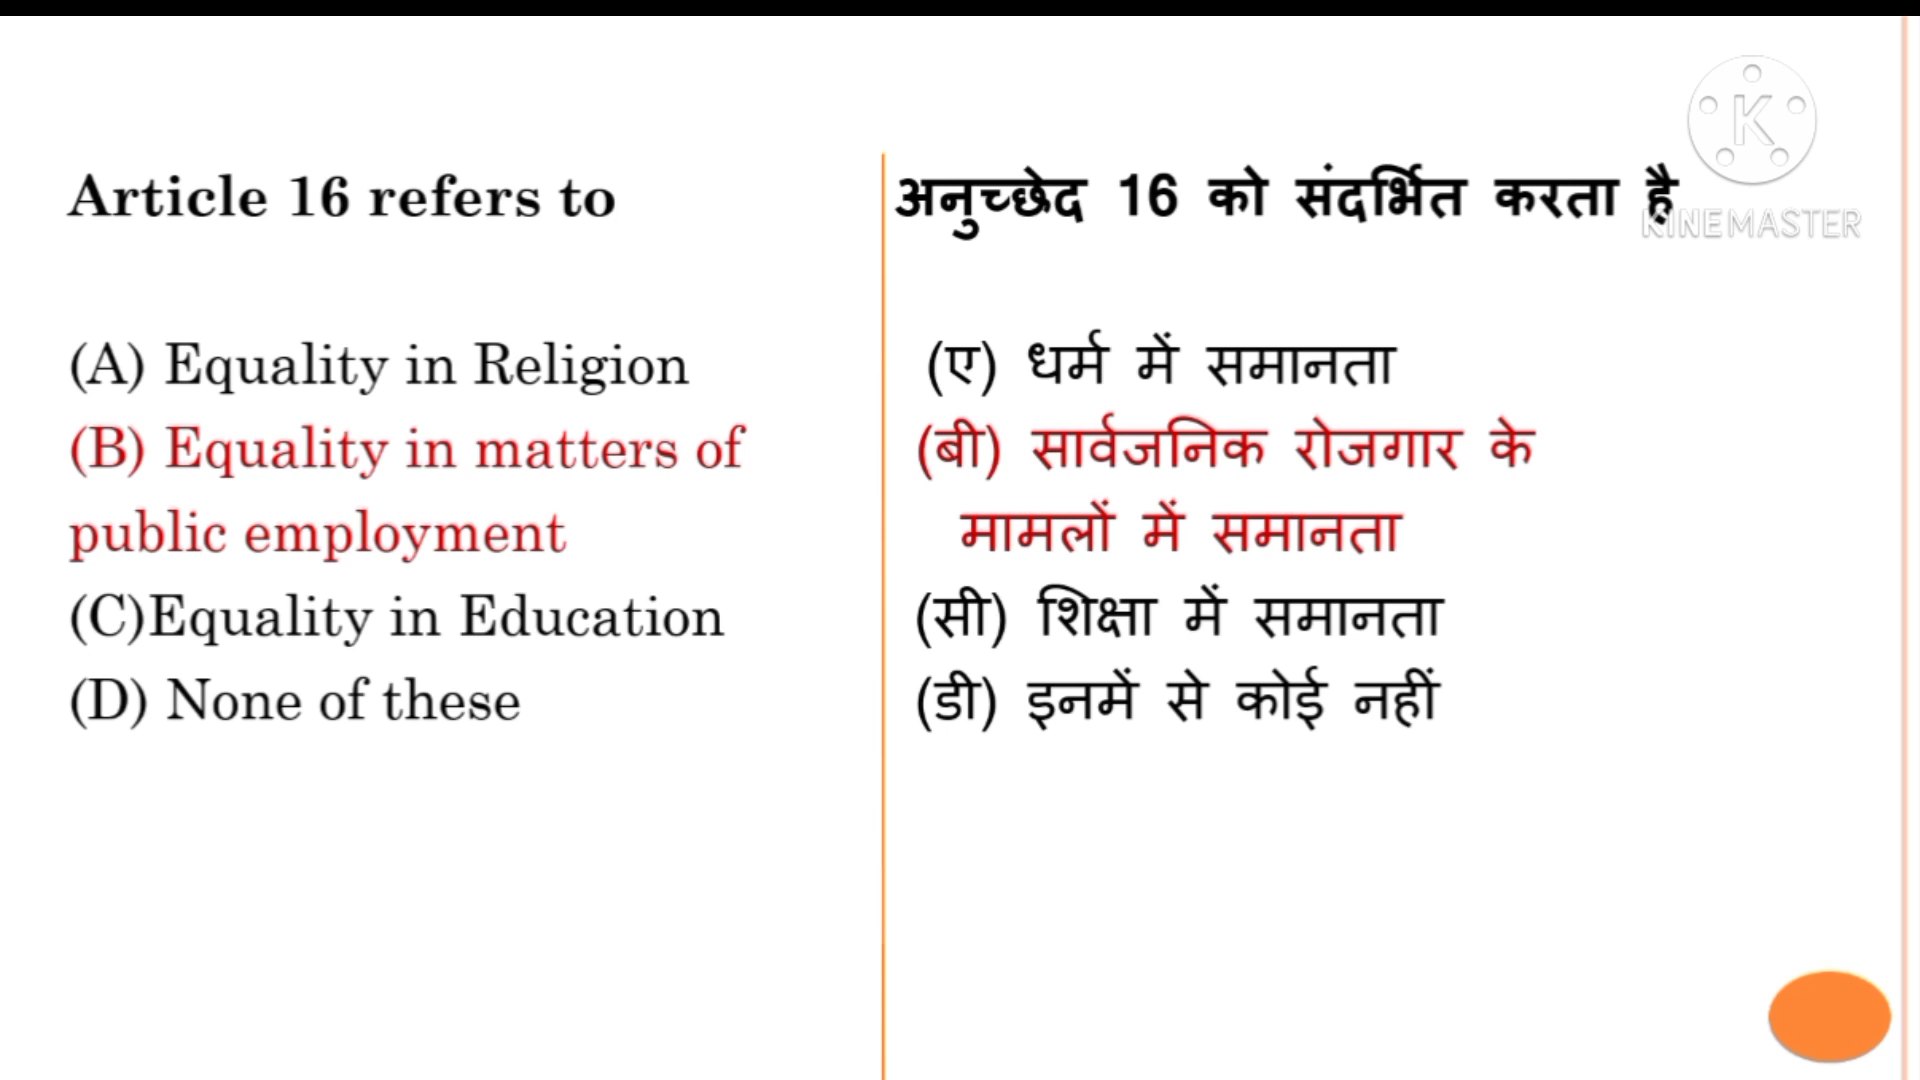 Article 16 refers to
(A) Equality in Religion
(B) Equality in matters of
public employment
(C)Equality in Education
(D) None of these
अनुच्छेद 16 को संदर्भित करता है
(ए) धर्म में समानता
(बी) सार्वजनिक रोजगार के
मामलों में समानता
(सी) शिक्षा में समानता
(डी) इनमें से कोई नहीं
K
KINEMASTER